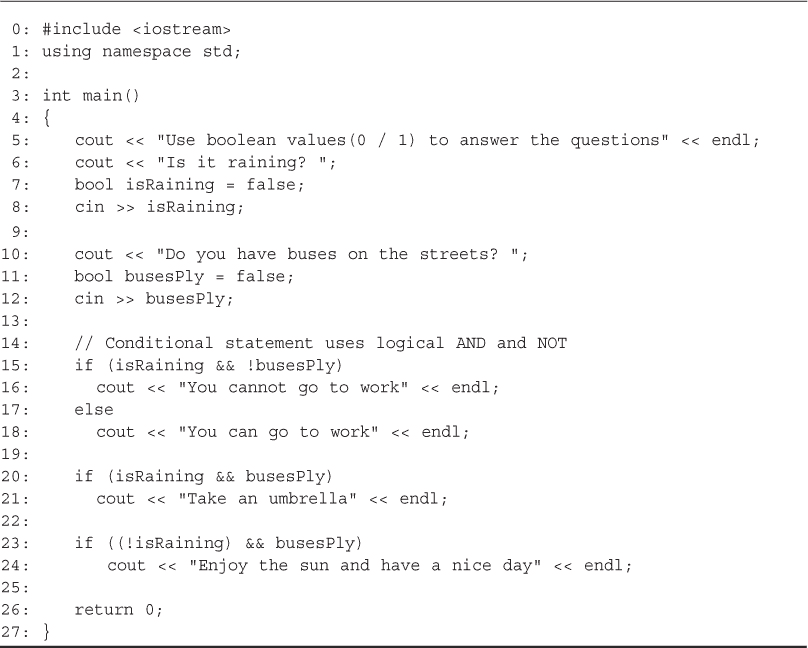 0: #include <iostream>
1: using namespace std;
2:
3: int main()
4: {
5:    cout << "Use boolean values(0 / 1) to answer the questions" << endl;
6:    cout << "Is it raining? ";
7:    bool isRaining = false;
8:    cin >> isRaining;
9:
10:    cout << "Do you have buses on the streets? ";
11:    bool busesPly = false;
12:    cin >> busesPly;
13:
14:    // Conditional statement uses logical AND and NOT
15:    if (isRaining && !busesPly)
16:      cout << "You cannot go to work" << endl;
17:    else
18:      cout << "You can go to work" << endl;
19:
20:    if (isRaining && busesPly)
21:      cout << "Take an umbrella" << endl;
22:
23:    if ((!isRaining) && busesPly)
24:       cout << "Enjoy the sun and have a nice day" << endl;
25:
26:    return 0;
27: }